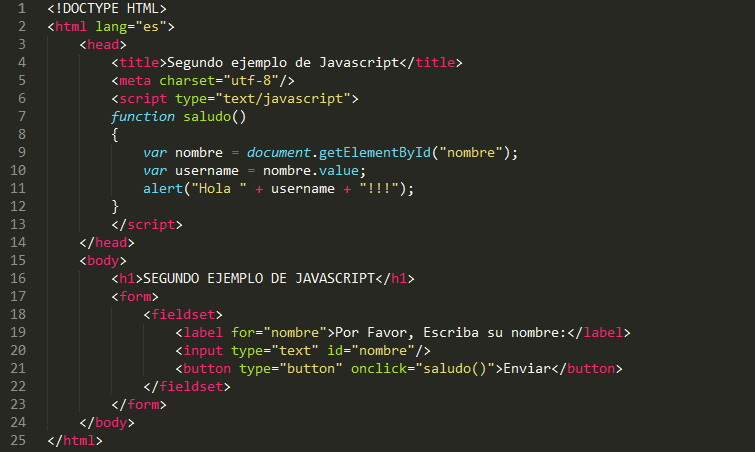 1 <!DOCTYPE HTML>
2 <html lang="es">
3 <head>
4 <title>Segundo ejemplo de Javascript</title>
5 <meta charset="utf-8"/>
6 <script type="text/javascript">
7 function saludo()
8 {
9 var nombre = document.getElementById("nombre");
10 var username = nombre.value;
11 alert("Hola " + username + "!!!");
12 }
13 </script>
14 </head>
15 <body>
16 <h1>SEGUNDO EJEMPLO DE JAVASCRIPT</h1>
17 <form>
18 <fieldset>
19 <label for="nombre">Por Favor, Escriba su nombre:</label>
20 <input type="text" id="nombre"/>
21 <button type="button" onclick="saludo()">Enviar</button>
22 </fieldset>
23 </form>
24 </body>
25 </html>